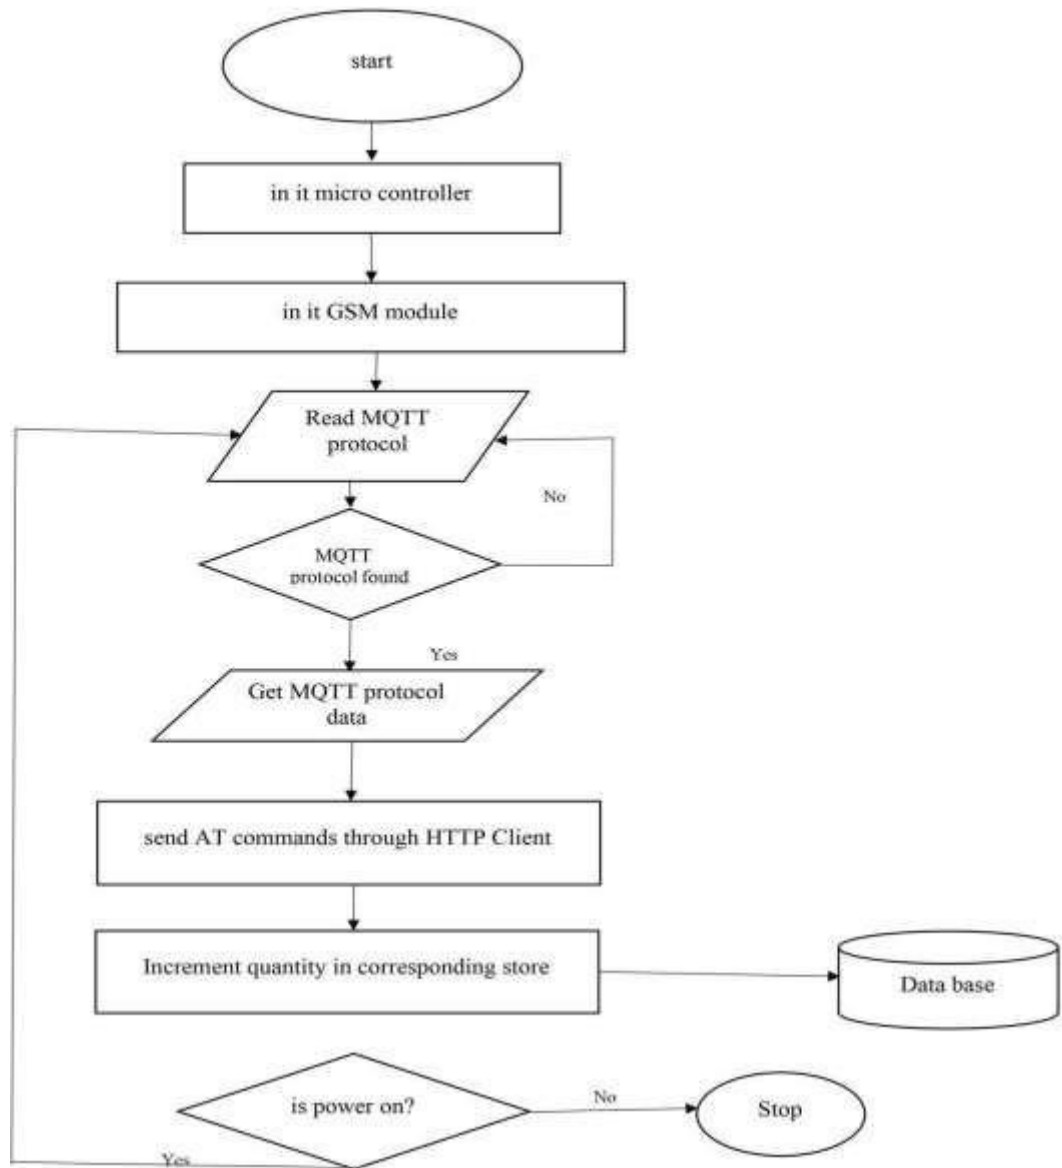 start
in it micro controller
in it GSM module
Read MQTT
protocol
No
MQTT
protocol found
Yes
Get MQTT protocol
data
send AT commands through HTTP Client
Increment quantity in corresponding store
Data base
is power on?
No
Stop
Yes